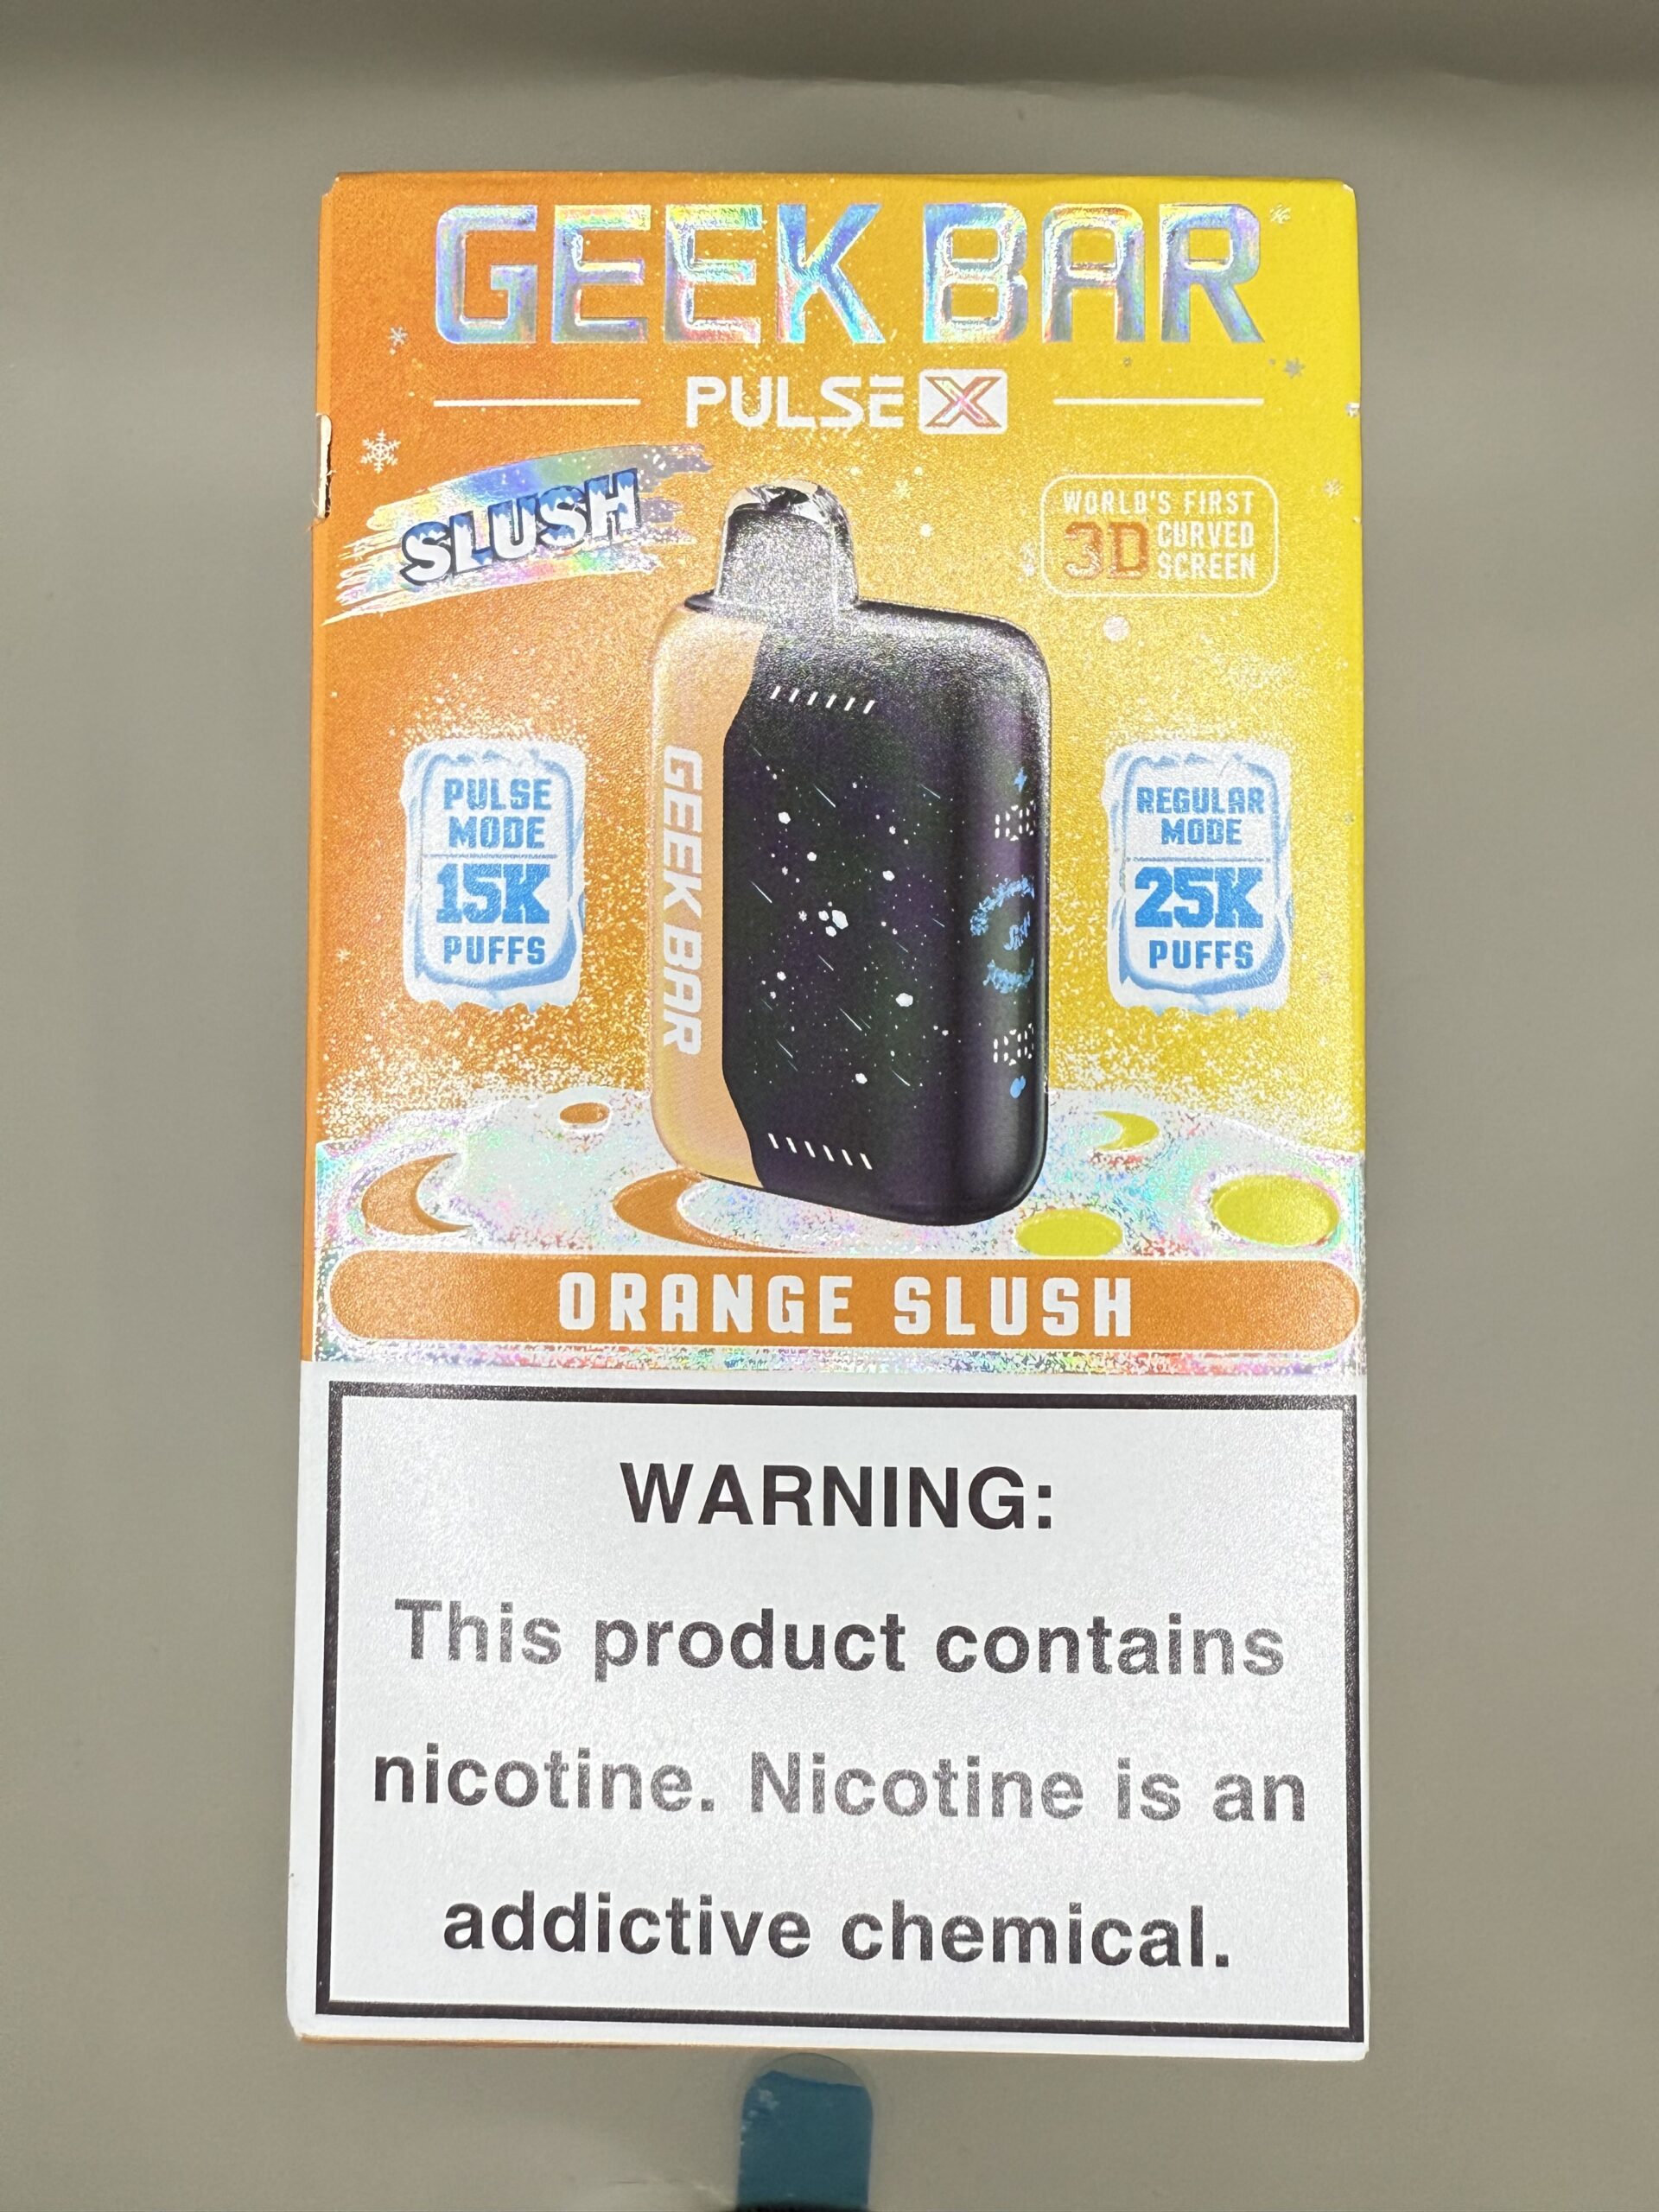 GEEK BAR
PULSE X
SLUSH
WORLD'S FIRST
3D CURVED
SCREEN
GEEK BAR
PULSE
MODE
15K
PUFFS
REGULAR
MODE
25K
PUFFS
ORANGE SLUSH
WARNING:
This product contains
nicotine. Nicotine is an
addictive chemical.